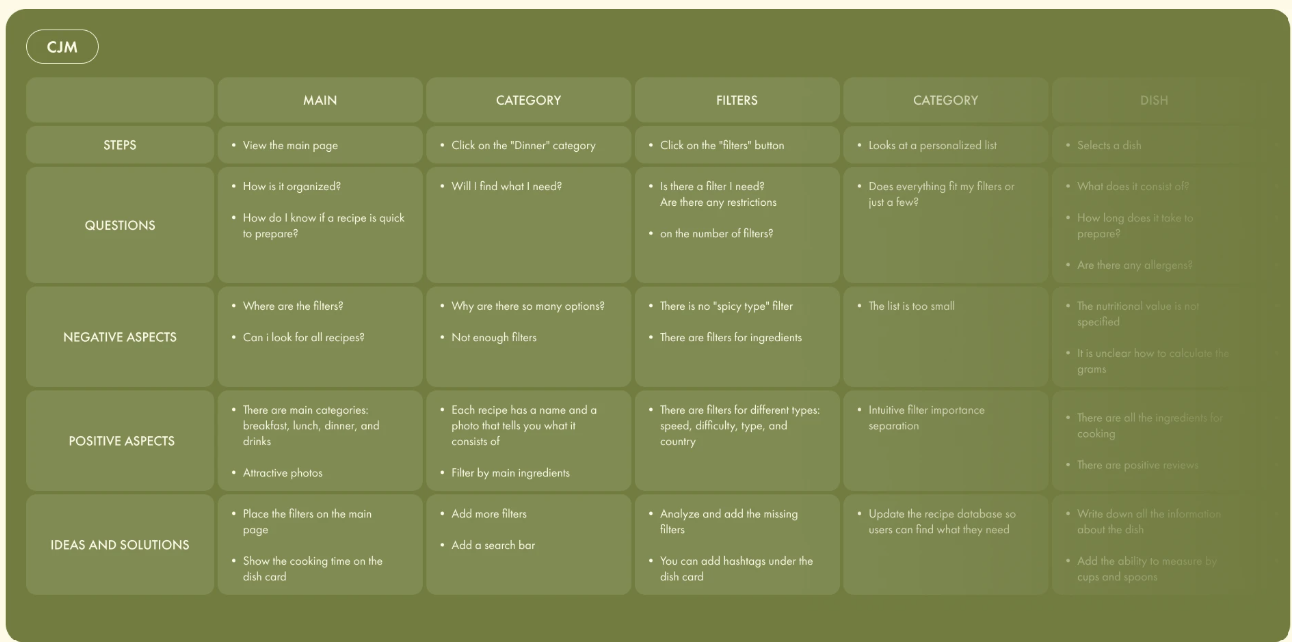 CJM
MAIN
CATEGORY
FILTERS
CATEGORY
DISH
STEPS
• View the main page
• Click on the "Dinner" category
• Click on the "filters" button
• Looks at a personalized list
• Selects a dish
QUESTIONS
• How is it organized?
• How do I know if a recipe is quick
to prepare?
• Will I find what I need?
• Is there a filter I need?
Are there any restrictions
• on the number of filters?
• Does everything fit my filters or
just a few?
• What does it consist of?
• How long does it take to
prepare?
• Are there any allergens?
NEGATIVE ASPECTS
• Where are the filters?
• Can i look for all recipes?
• Why are there so many options?
• Not enough filters
• There is no "spicy type" filter
• There are filters for ingredients
• The list is too small
• The nutritional value is not
specified
• It is unclear how to calculate the
grams
POSITIVE ASPECTS
• There are main categories:
breakfast, lunch, dinner, and
drinks
• Attractive photos
• Each recipe has a name and a
photo that tells you what it
consists of
• Filter by main ingredients
• There are filters for different types:
speed, difficulty, type, and
country
• Intuitive filter importance
separation
• There are all the ingredients for
cooking
• There are positive reviews
IDEAS AND SOLUTIONS
• Place the filters on the main
page
• Show the cooking time on the
dish card
• Add more filters
• Add a search bar
• Analyze and add the missing
filters
• You can add hashtags under the
dish card
• Update the recipe database so
users can find what they need
• Write down all the information
about the dish
• Add the ability to measure by
cups and spoons